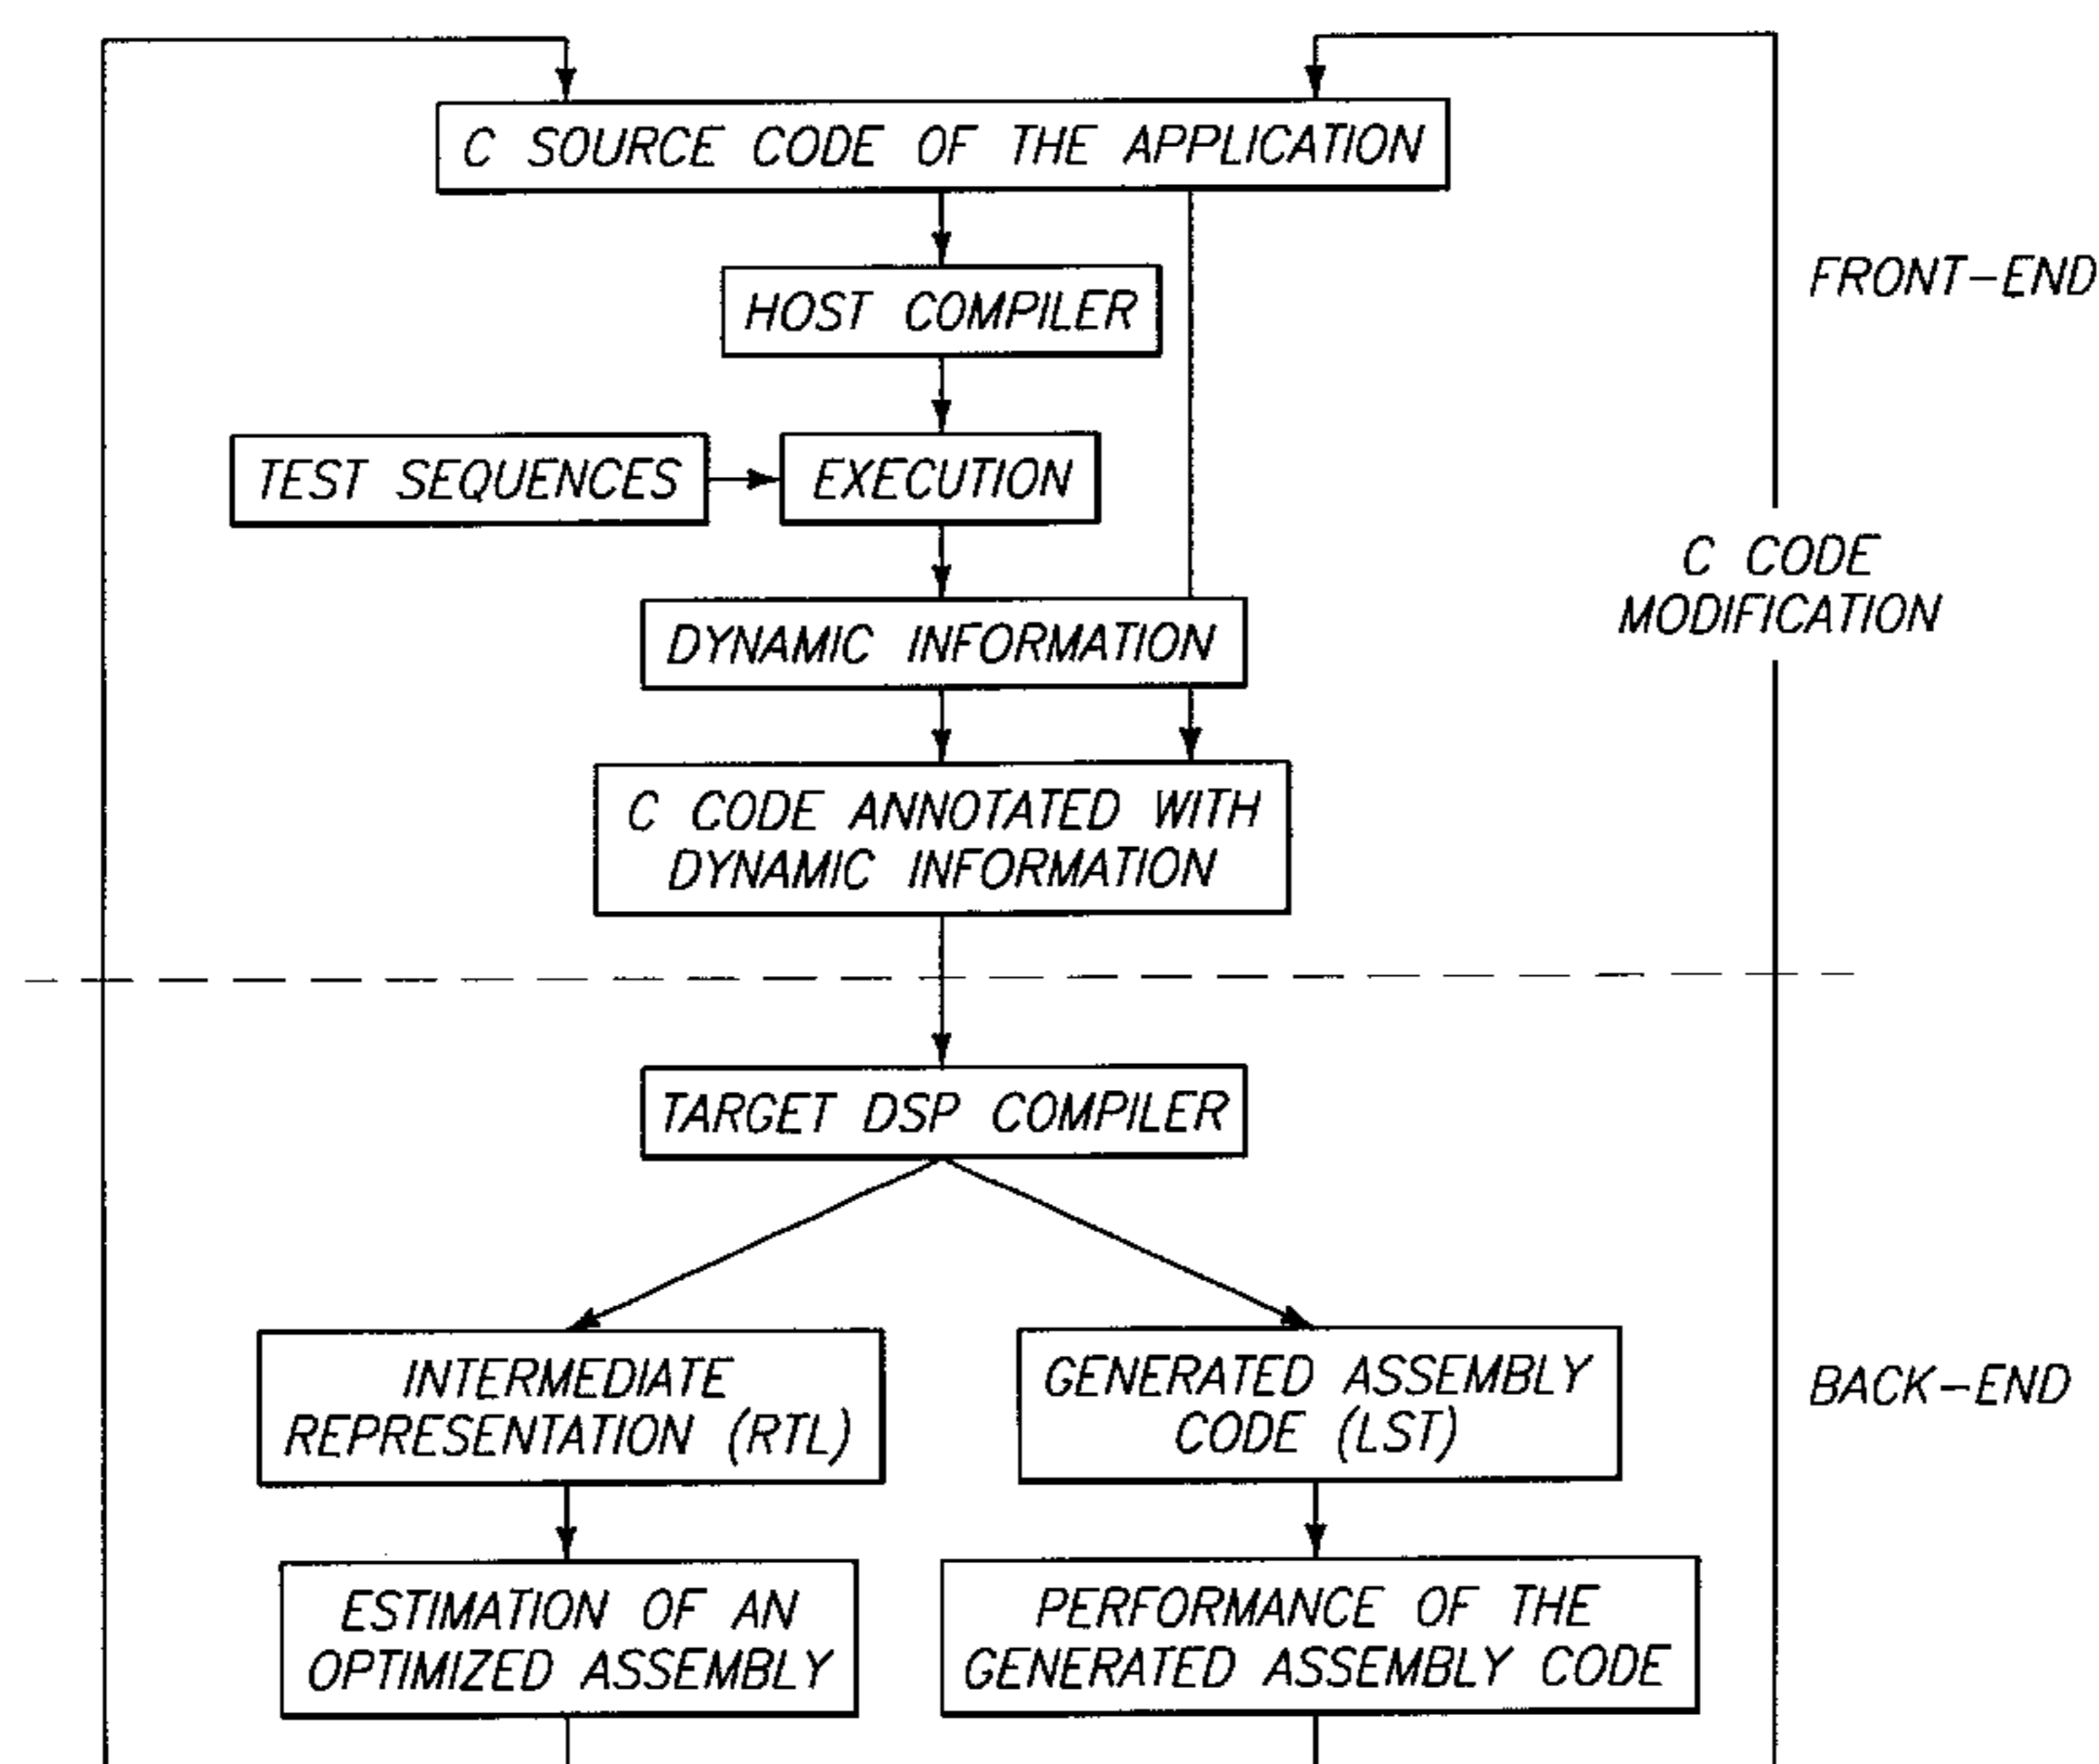 C SOURCE CODE OF THE APPLICATION
FRONT-END
HOST COMPILER
TEST SEQUENCES
EXECUTION
C CODE
MODIFICATION
DYNAMIC INFORMATION
C CODE ANNOTATED WITH
DYNAMIC INFORMATION
TARGET DSP COMPILER
INTERMEDIATE
REPRESENTATION (RTL)
GENERATED ASSEMBLY
CODE (LST)
BACK-END
ESTIMATION OF AN
OPTIMIZED ASSEMBLY
PERFORMANCE OF THE
GENERATED ASSEMBLY CODE